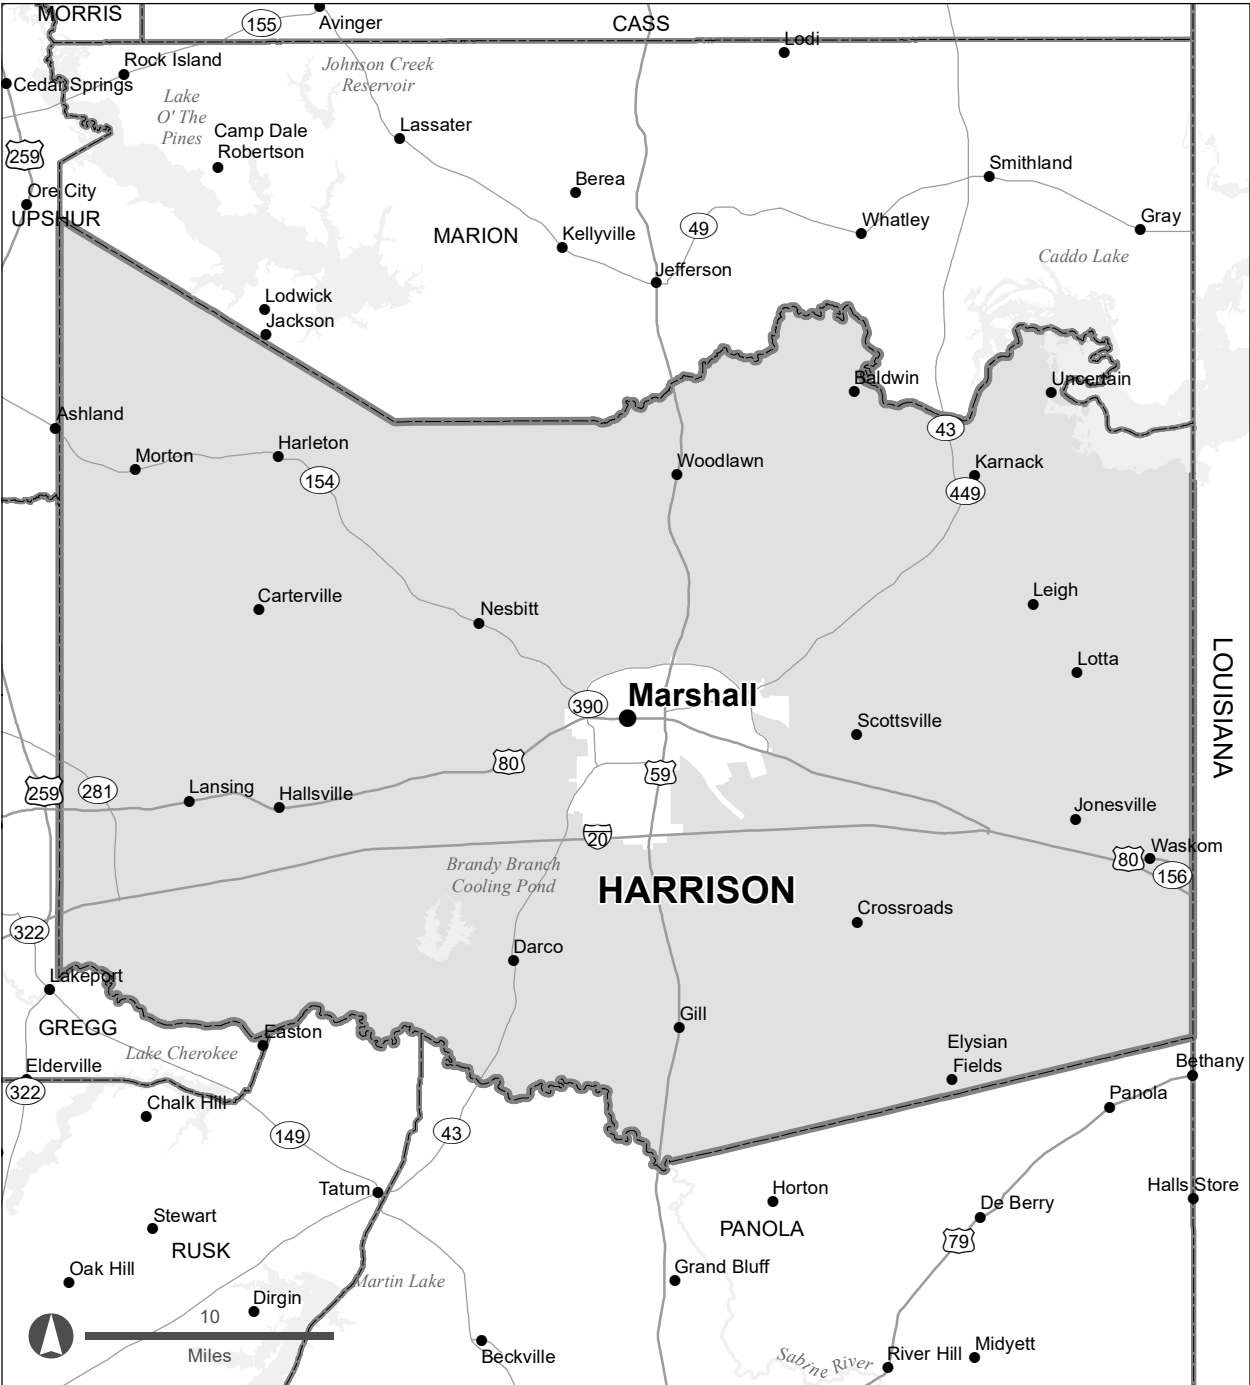 MORRIS
155
Avinger
CASS
Lodi
Rock Island
Johnson Creek
Reservoir
Cedar Springs
Lake
O' The
Pines
Camp Dale
Robertson
Lassater
259
Smithland
Berea
Ore City
UPSHUR
MARION
Kellyville
49
Whatley
Gray
Caddo Lake
Jefferson
Lodwick
Jackson
Baldwin
Uncertain
Ashland
43
Morton
Harleton
154
Woodlawn
Karnack
449
Carterville
Nesbitt
Leigh
Lotta
LOUISIANA
390
Marshall
Scottsville
80
59
259
281
Lansing
Hallsville
Jonesville
20
80
Waskom
156
Brandy Branch
Cooling Pond
HARRISON
Crossroads
322
Darco
Lakeport
Gill
GREGG
Easton
Lake Cherokee
Elysian
Fields
Elderville
322
Bethany
Chalk Hill
Panola
149
43
Tatum
Horton
Halls Store
De Berry
Stewart
RUSK
PANOLA
79
Oak Hill
Grand Bluff
Martin Lake
Dirgin
10
Miles
Beckville
Sabine River
River Hill
Midyett